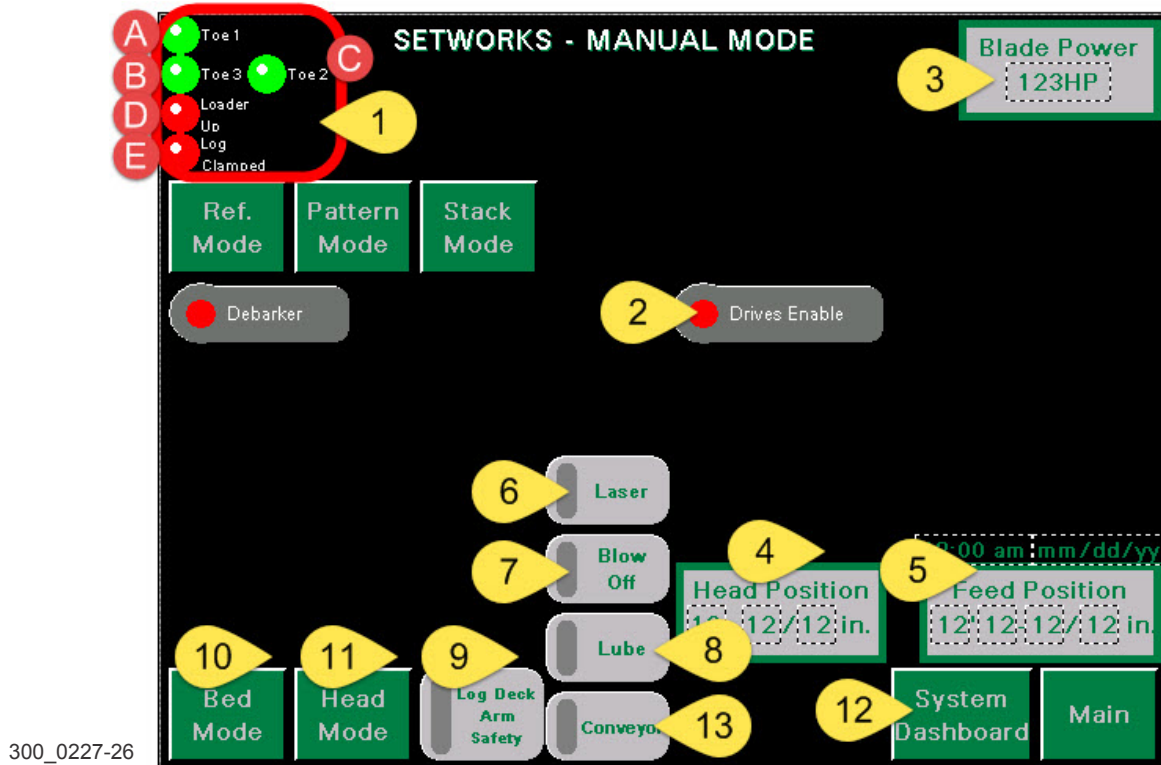 A
Toe 1
SETWORKS - MANUAL MODE
Blade Power
123HP
3
B
Toe 3
Toe 2
C
D
Loader
Up
1
E
Log
Clamped
Ref.
Mode
Pattern
Mode
Stack
Mode
Debarker
2
Drives Enable
6
Laser
7
Blow
Off
4
:00 am mm/dd/yy
5
Head Position
12/12 in.
Feed Position
12'12 12/12 in.
8
Lube
10
Bed
Mode
11
Head
Mode
9
Log Deck
Arm
Safety
Conveyor
13
12
System
Dashboard
Main
300_0227-26